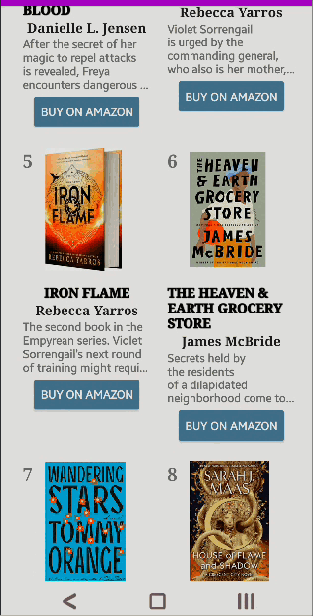 BLOOD
Danielle L. Jensen
After the secret of her
magic to repel attacks
is revealed, Freya
encounters dangerous ...
BUY ON AMAZON
Rebecca Yarros
Violet Sorrengail
is urged by the
commanding general,
who also is her mother,...
BUY ON AMAZON
5
IRON
FLAME
REBECCA YARROS
IRON FLAME
Rebecca Yarros
The second book in the
Empyrean series. Violet
Sorrengail's next round
of training might requi...
BUY ON AMAZON
6
THE HEAVEN
& EARTH
GROCERY
STORE
JAMES
McBRIDE
THE HEAVEN &
EARTH GROCERY
STORE
James McBride
Secrets held by
the residents
of a dilapidated
neighborhood come to...
BUY ON AMAZON
7
WANDERING
STARS
TOMMY
ORANGE
8
SARAH J.
MAAS
HOUSE OF FLAME
AND SHADOW
A CRESCENT CITY NOVEL